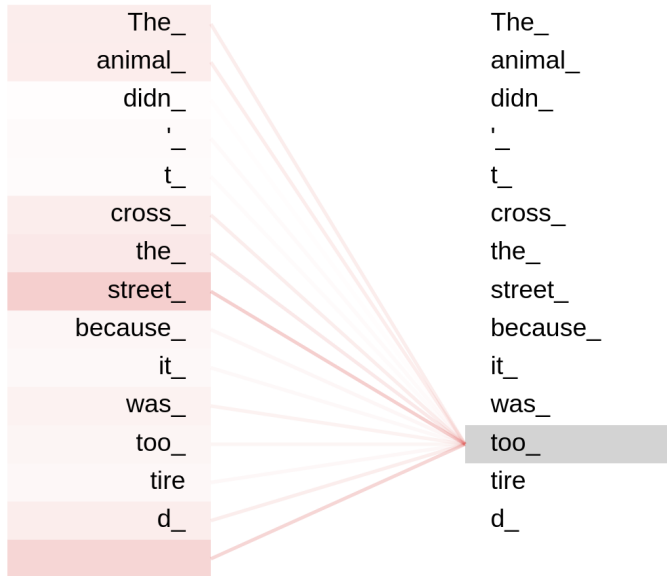 The_ The_
animal_ animal_
didn_ didn_
'_ '_
t_ t_
cross_ cross_
the_ the_
street_ street_
because_ because_
it_ it_
was_ was_
too_ too_
tire tire
d_ d_